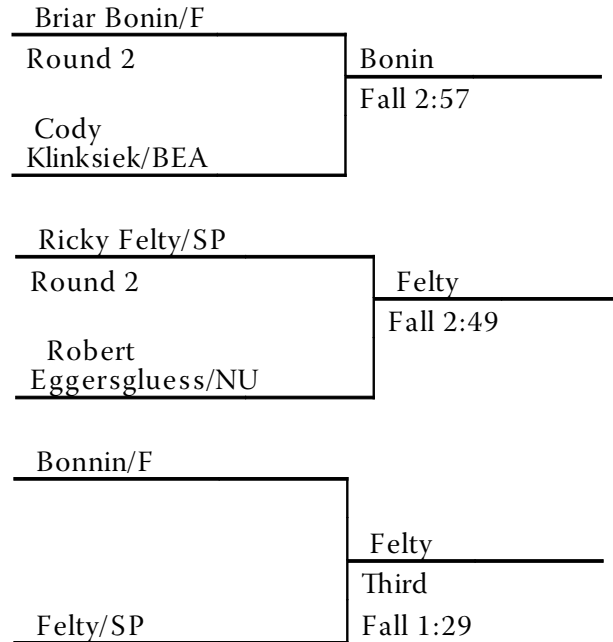 Briar Bonin/F
Round 2
Bonin
Fall 2:57
Cody
Klinksiek/BEA
Ricky Felty/SP
Round 2
Felty
Fall 2:49
Robert
Eggersgluess/NU
Bonnin/F
Felty
Third
Felty/SP
Fall 1:29